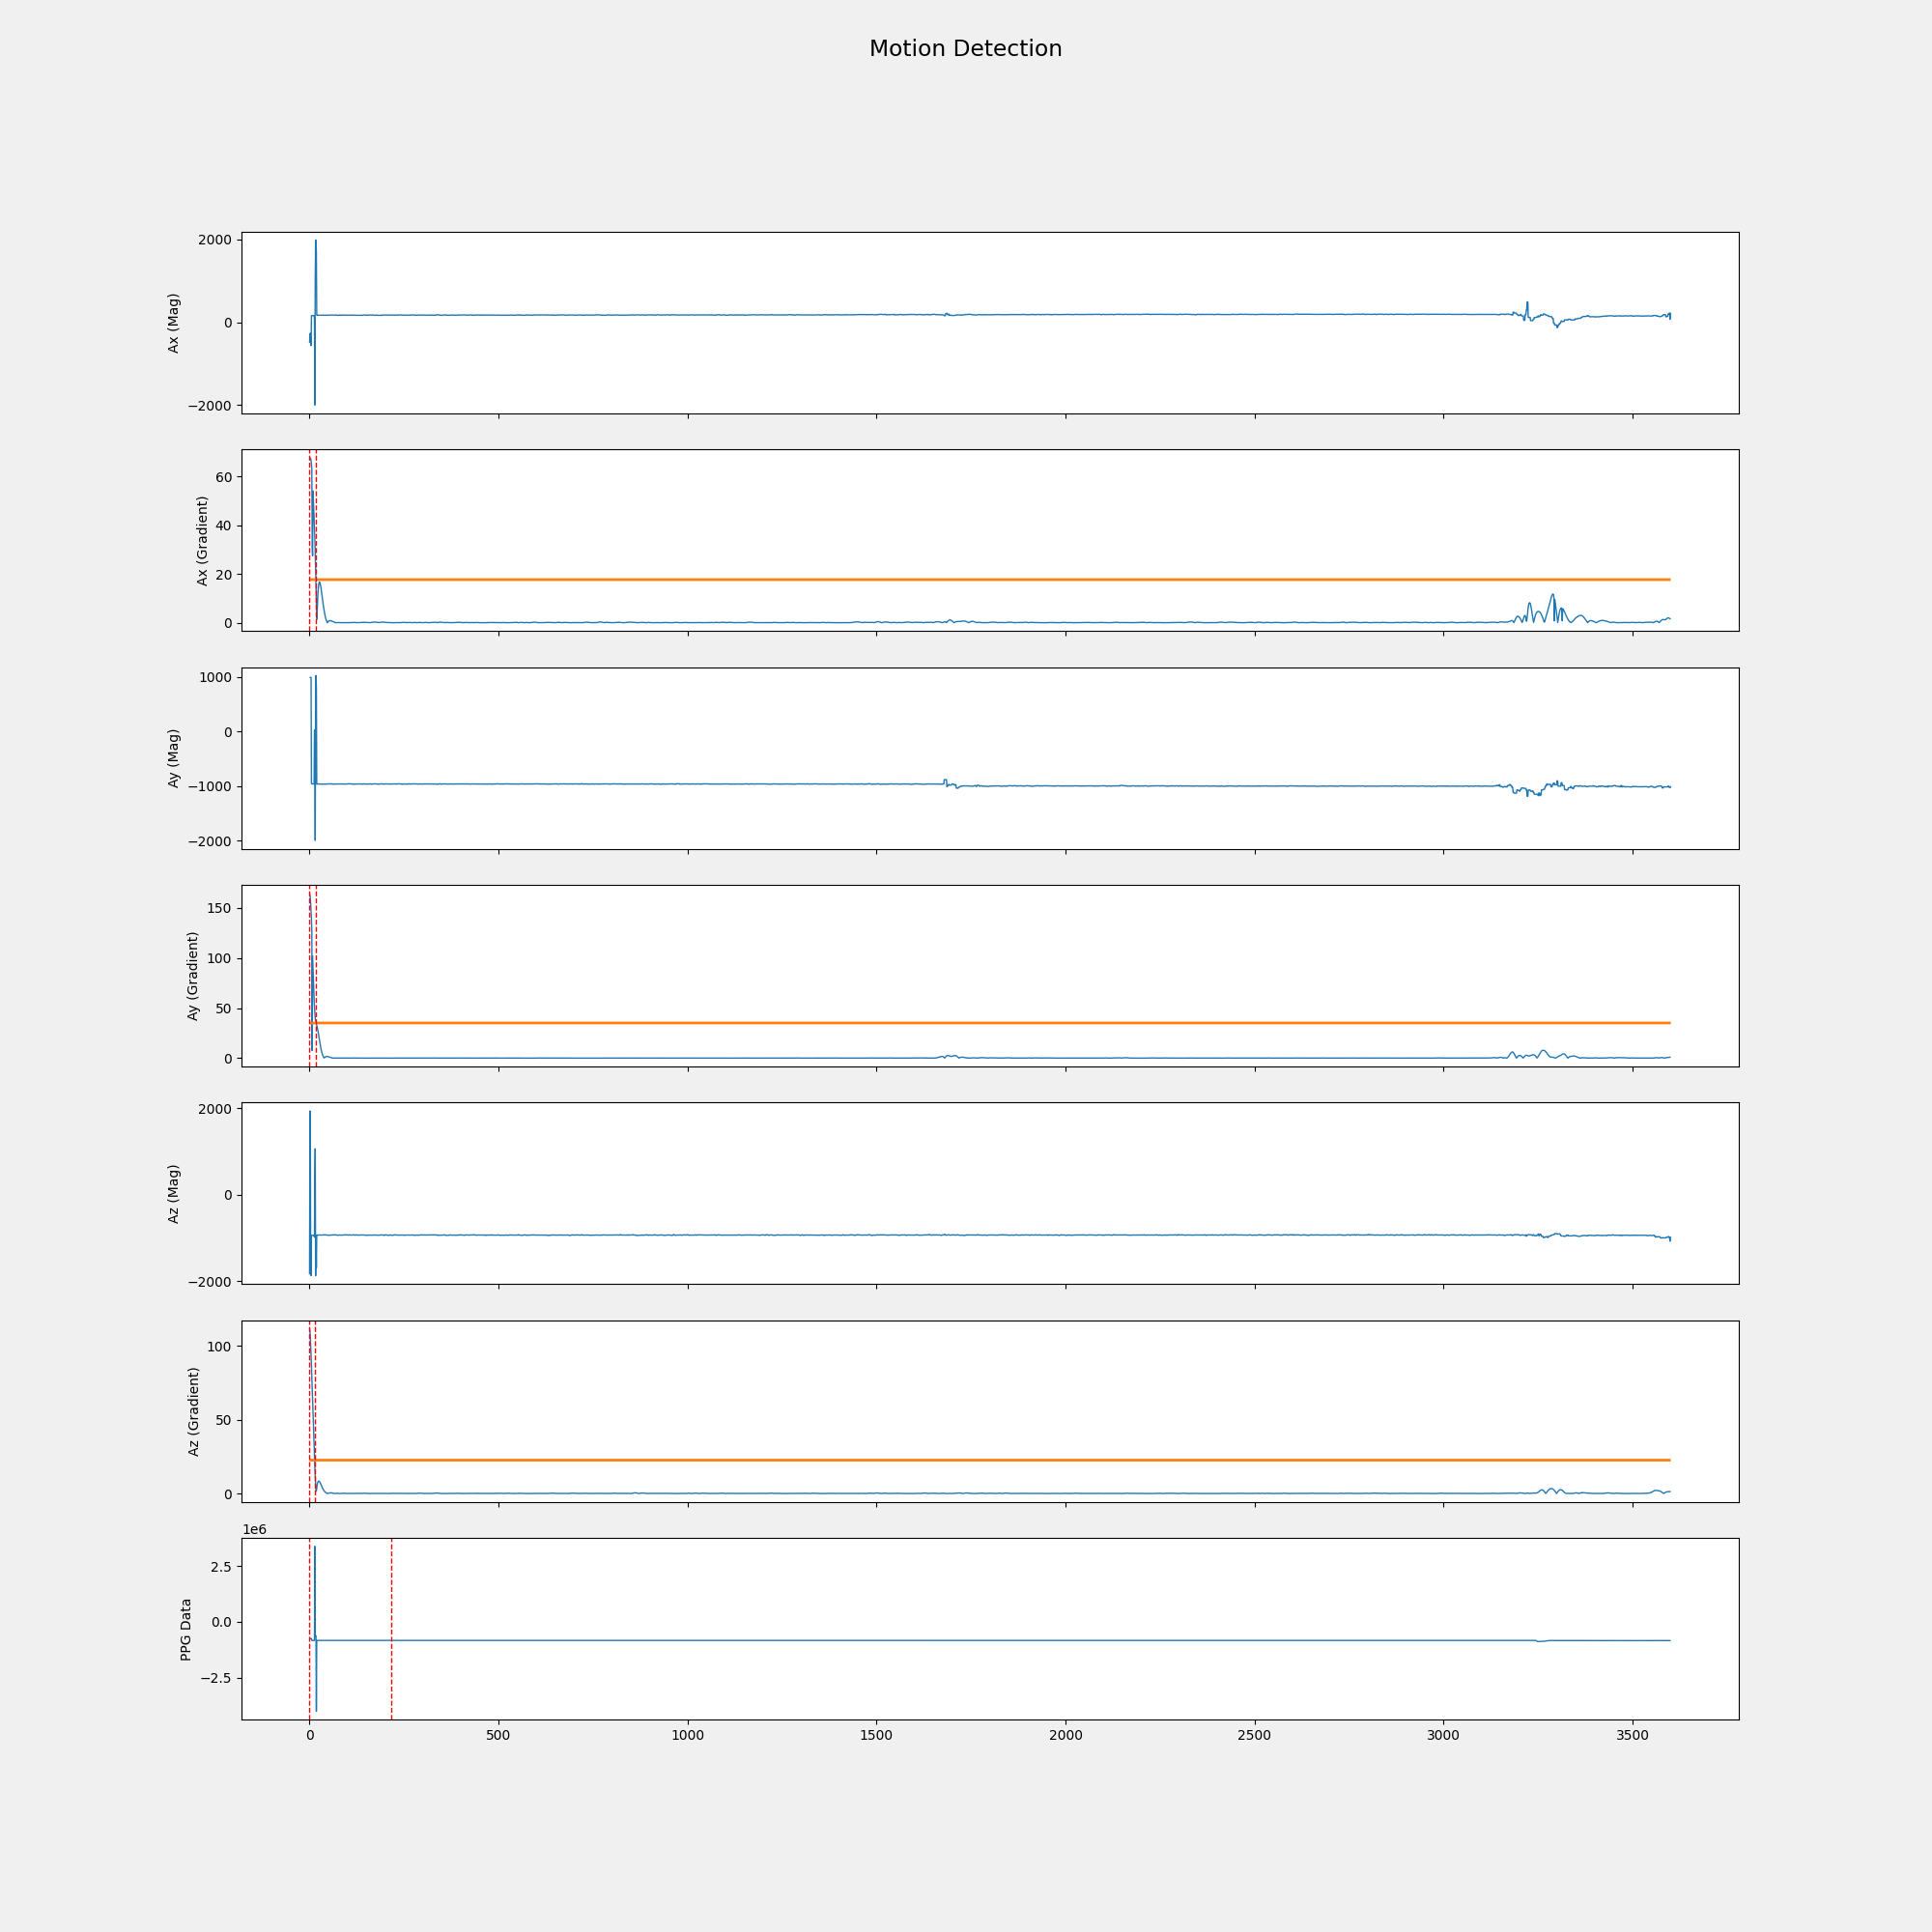 Motion Detection
2000
0
−2000
Ax (Mag)
60
40
20
0
Ax (Gradient)
1000
0
−1000
−2000
Ay (Mag)
150
100
50
0
Ay (Gradient)
2000
0
−2000
Az (Mag)
100
50
0
Az (Gradient)
1e6
2.5
0.0
−2.5
PPG Data
0 500 1000 1500 2000 2500 3000 3500